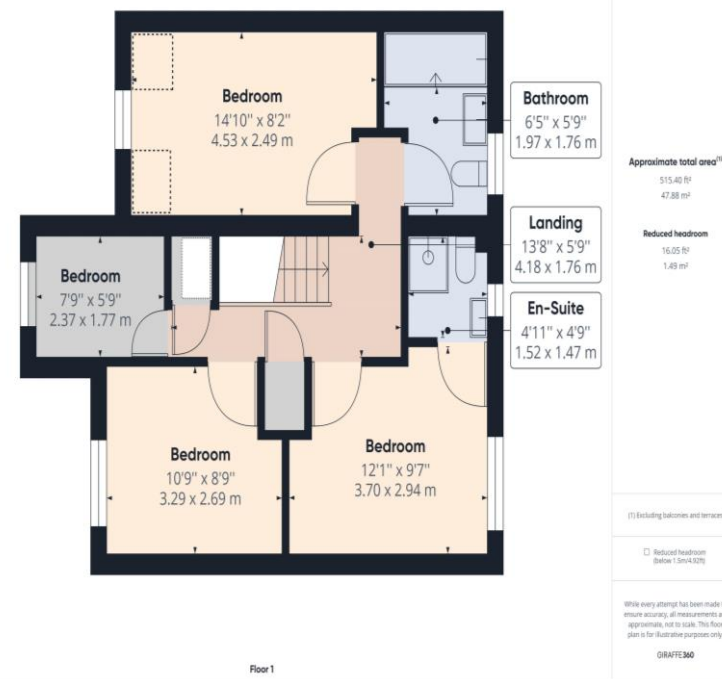 Bedroom
14'10" x 8'2"
4.53 x 2.49 m
Bathroom
6'5" x 5'9"
1.97 x 1.76 m
Landing
13'8" x 5'9"
4.18 x 1.76 m
Bedroom
7'9" x 5'9"
2.37 x 1.77 m
En-Suite
4'11" x 4'9"
1.52 x 1.47 m
Bedroom
10'9" x 8'9"
3.29 x 2.69 m
Bedroom
12'1" x 9'7"
3.70 x 2.94 m
Floor 1
Approximate total area(1)
515.40 ft²
47.88 m²
Reduced headroom
16.05 ft²
1.49 m²
(1) Excluding balconies and terraces
Reduced headroom
(below 1.5m/4.92ft)
While every attempt has been made
ensure accuracy, all measurements
approximate, not to scale. This floor
plan is for illustrative purposes only
GIRAFFE360